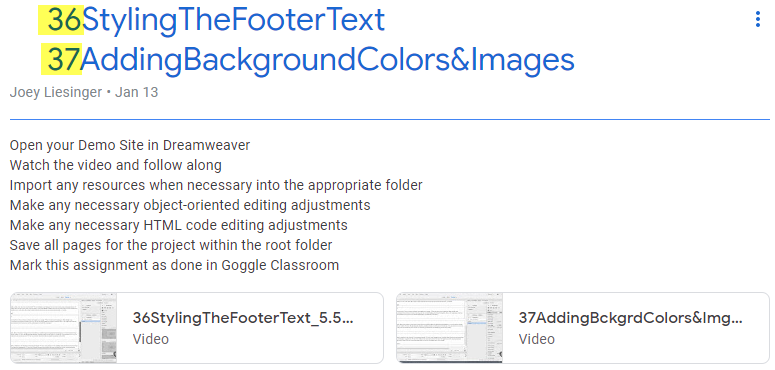 36StylingTheFooterText
37AddingBackgroundColors&Images
Joey Liesinger • Jan 13
Open your Demo Site in Dreamweaver
Watch the video and follow along
Import any resources when necessary into the appropriate folder
Make any necessary object-oriented editing adjustments
Make any necessary HTML code editing adjustments
Save all pages for the project within the root folder
Mark this assignment as done in Goggle Classroom
36StylingTheFooterText_5.5...
Video
37AddingBckgrdColors&Img...
Video